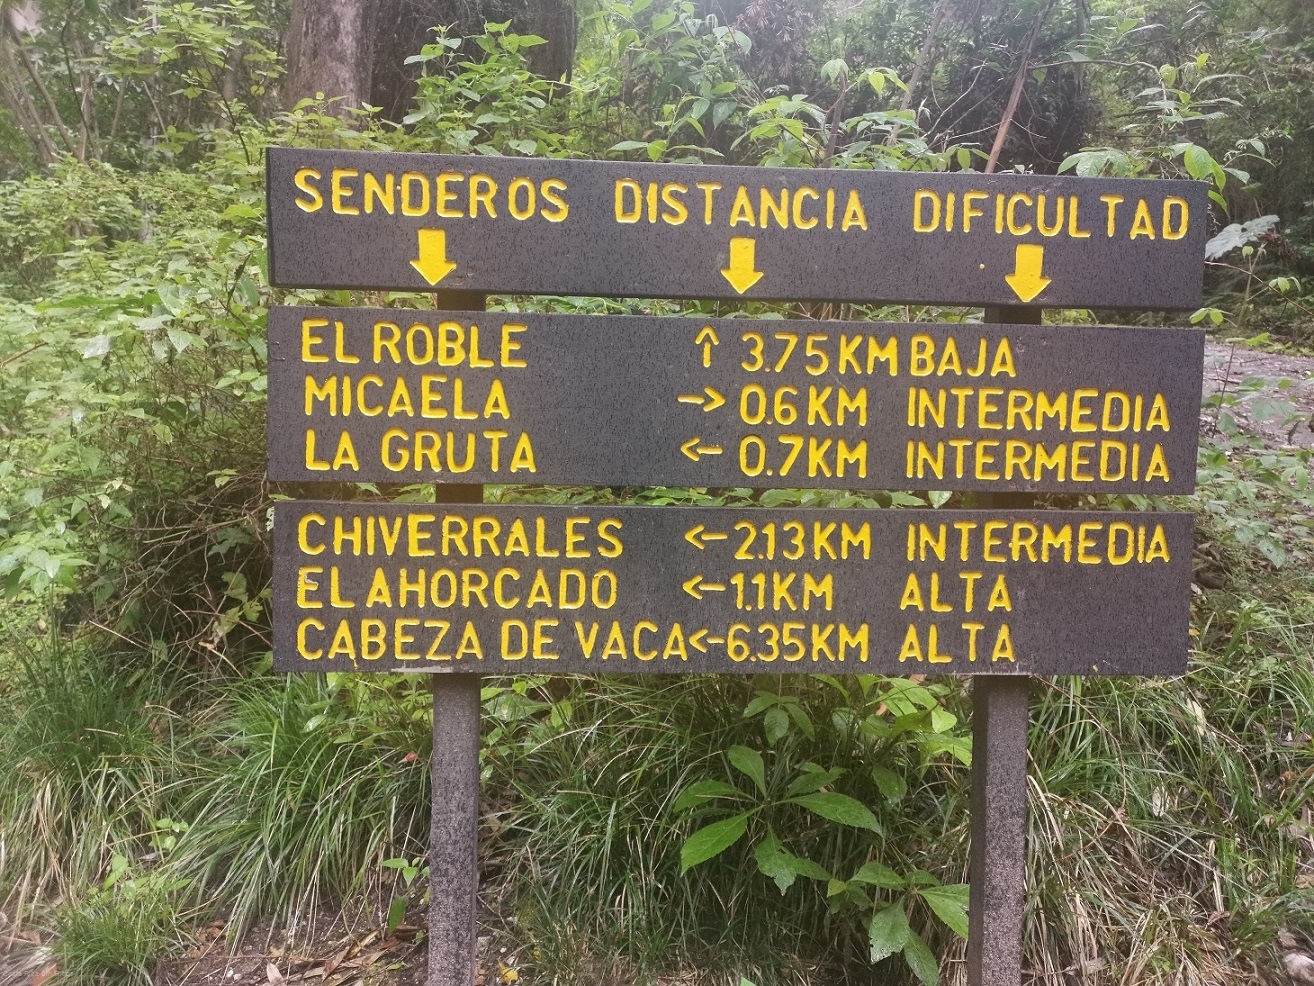 SENDEROS DISTANCIA DIFICULTAD
EL ROBLE ↑ 3.75 KM BAJA
MICAELA → 0.6 KM INTERMEDIA
LA GRUTA ← 0.7 KM INTERMEDIA
CHIVERRALES ← 2.13 KM INTERMEDIA
EL AHORCADO ← 1.1 KM ALTA
CABEZA DE VACA ← 6.35 KM ALTA